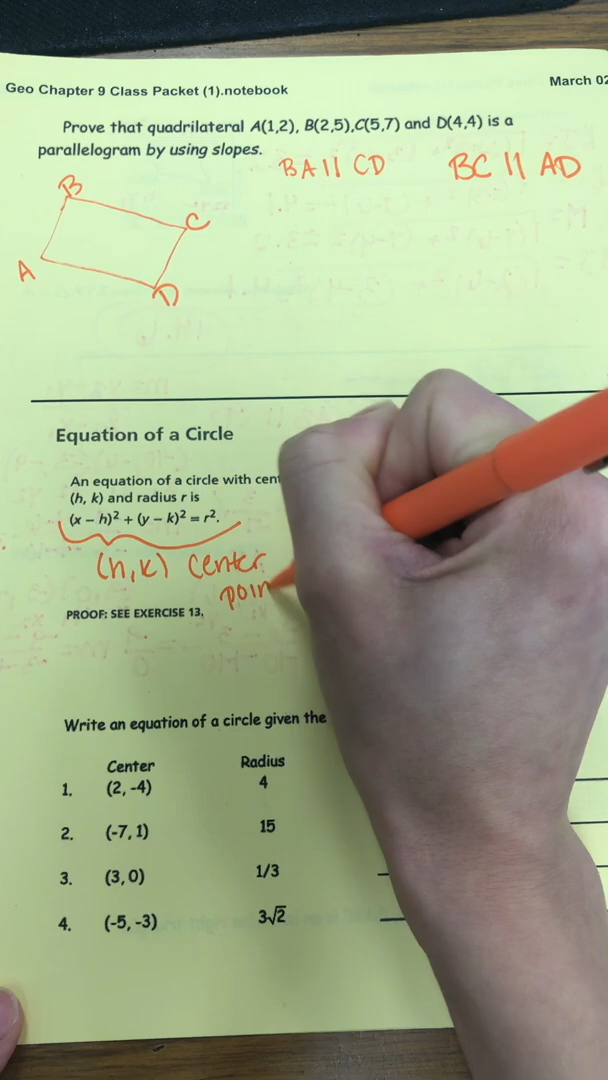 Geo Chapter 9 Class Packet (1).notebook
March 02
Prove that quadrilateral A(1,2), B(2,5),C(5,7) and D(4,4) is a
parallelogram by using slopes.
BA || CD
BC || AD
B
C
A
D
Equation of a Circle
An equation of a circle with cent
(h, k) and radius r is
(x – h)² + (y – k)² = r².
(h,k) center
poin
PROOF: SEE EXERCISE 13.
Write an equation of a circle given the
Center Radius
1. (2, -4) 4
2. (-7, 1) 15
3. (3, 0) 1/3
4. (-5, -3) 3√2